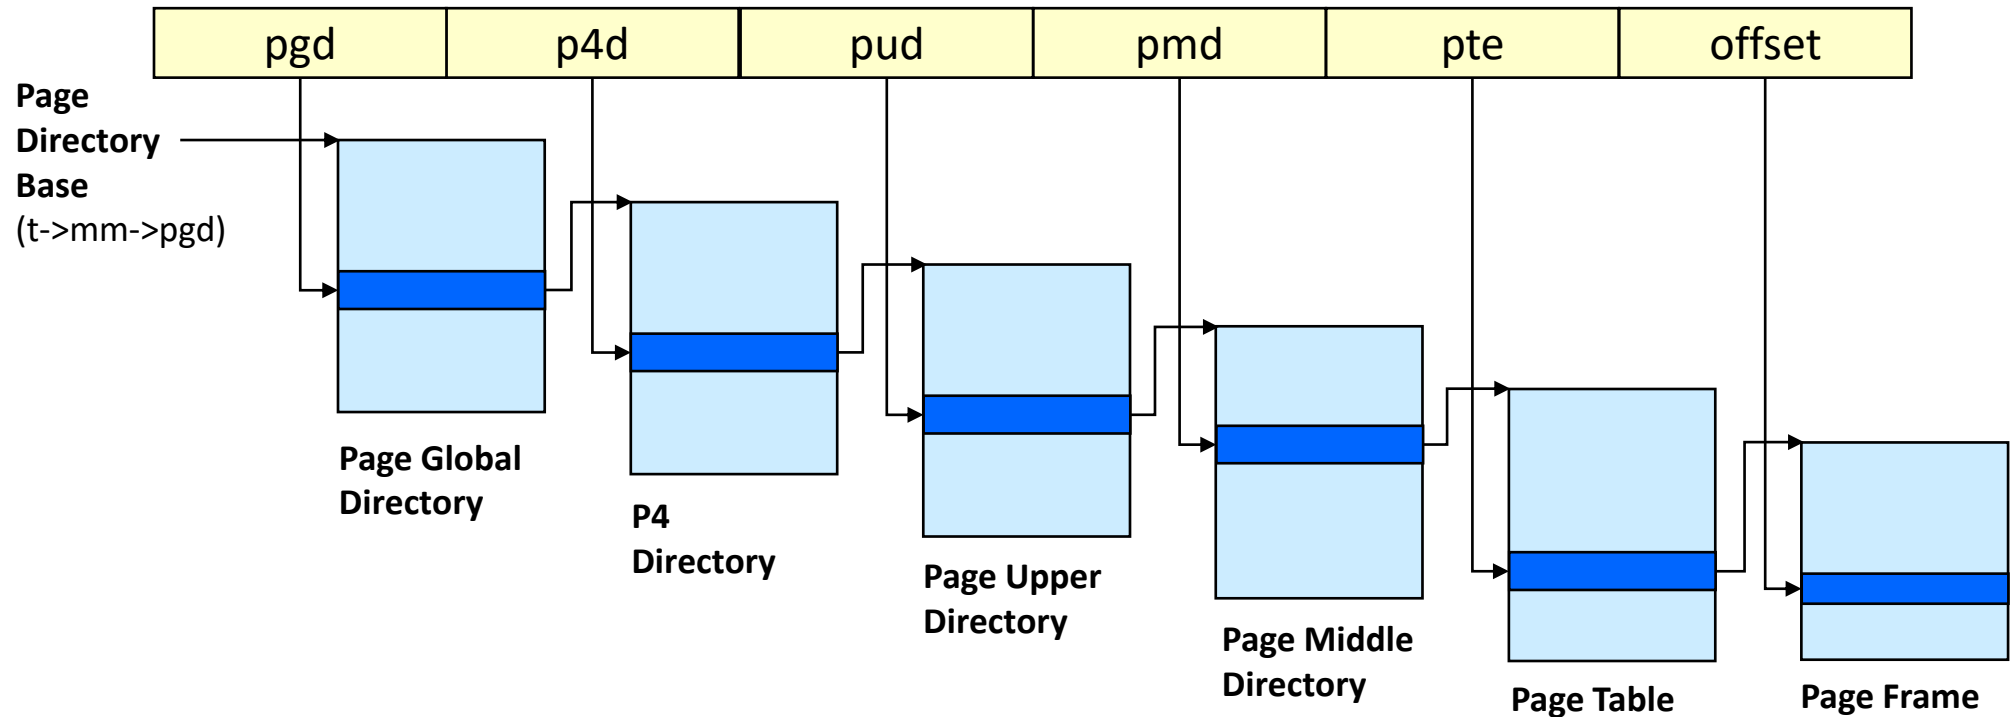 pgd p4d pud pmd pte offset
Page
Directory
Base
(t->mm->pgd)
Page Global
Directory
P4
Directory
Page Upper
Directory
Page Middle
Directory
Page Table
Page Frame